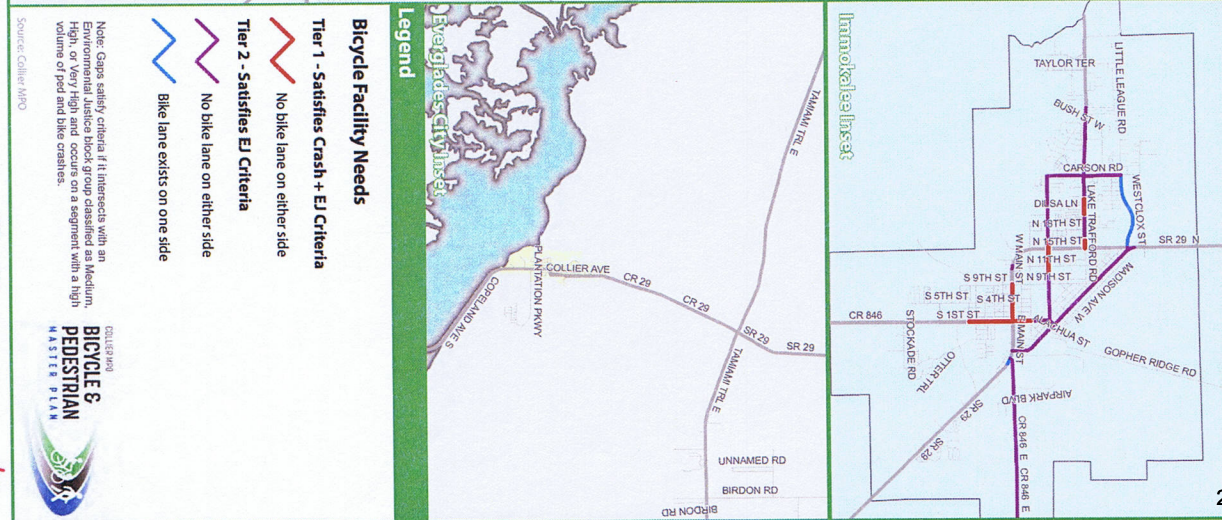 Immokalee Inset
LITTLE LEAGUE RD
TAYLOR TER
BUSH ST W
CARSON RD
WESTCLOX ST
DILSA LN
LAKE TRAFFORD RD
N 18TH ST
N 15TH ST
SR 29 N
W MAIN ST
N 11TH ST
S 9TH ST
N 9TH ST
MADISON AVE W
S 5TH ST
S 4TH ST
CR 846
S 1ST ST
ALACHUA ST
E MAIN ST
STOCKADE RD
GOPHER RIDGE RD
OTTER TRL
AIRPARK BLVD
SR 29
SR 29
CR 846 E
CR 846 E
Everglades City Inset
TAMIAMI TRL E
PLANTATION PKWY
COLLIER AVE
CR 29
CR 29
COPELAND AVE S
SR 29
SR 29
TAMIAMI TRL E
UNNAMED RD
BIRDON RD
BIRDON RD
Legend
Bicycle Facility Needs
Tier 1 - Satisfies Crash + EJ Criteria
No bike lane on either side
Tier 2 - Satisfies EJ Criteria
No bike lane on either side
Bike lane exists on one side
Note: Gaps satisfy criteria if it intersects with an
Environmental Justice block group classified as Medium,
High, or Very High and occurs on a segment with a high
volume of ped and bike crashes.
Source: Collier MPO
COLLIER MPO
BICYCLE &
PEDESTRIAN
MASTER PLAN
2